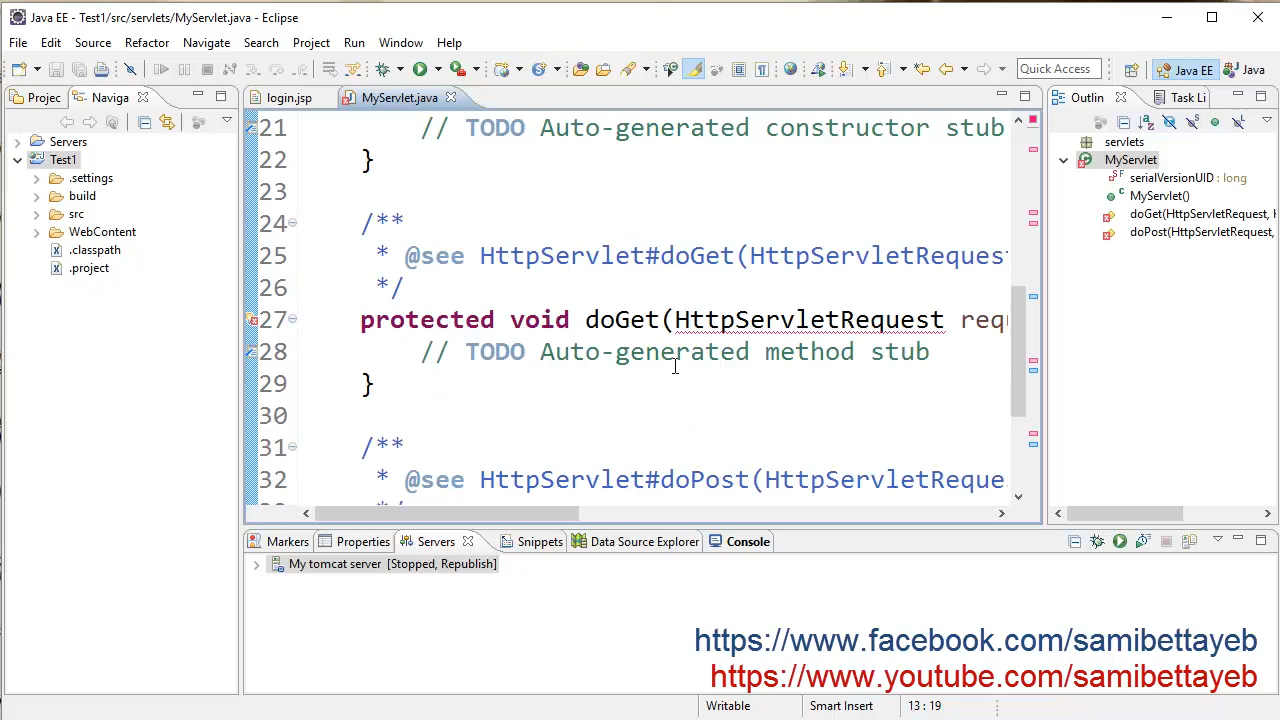 Java EE - Test1/src/servlets/MyServlet.java - Eclipse
File Edit Source Refactor Navigate Search Project Run Window Help
Quick Access
Java EE
Java
Projec
Naviga
login.jsp
MyServlet.java
Outlin
Task Li
Servers
Test1
.settings
build
src
WebContent
.classpath
.project
21 // TODO Auto-generated constructor stub
22 }
23
24 /**
25 * @see HttpServlet#doGet(HttpServletRequest
26 */
27 protected void doGet(HttpServletRequest requ
28 // TODO Auto-generated method stub
29 }
30
31 /**
32 * @see HttpServlet#doPost(HttpServletReque
servlets
MyServlet
serialVersionUID : long
MyServlet()
doGet(HttpServletRequest,
doPost(HttpServletRequest,
Markers Properties Servers Snippets Data Source Explorer Console
My tomcat server [Stopped, Republish]
https://www.facebook.com/samibettayeb
https://www.youtube.com/samibettayeb
Writable Smart Insert 13 : 19